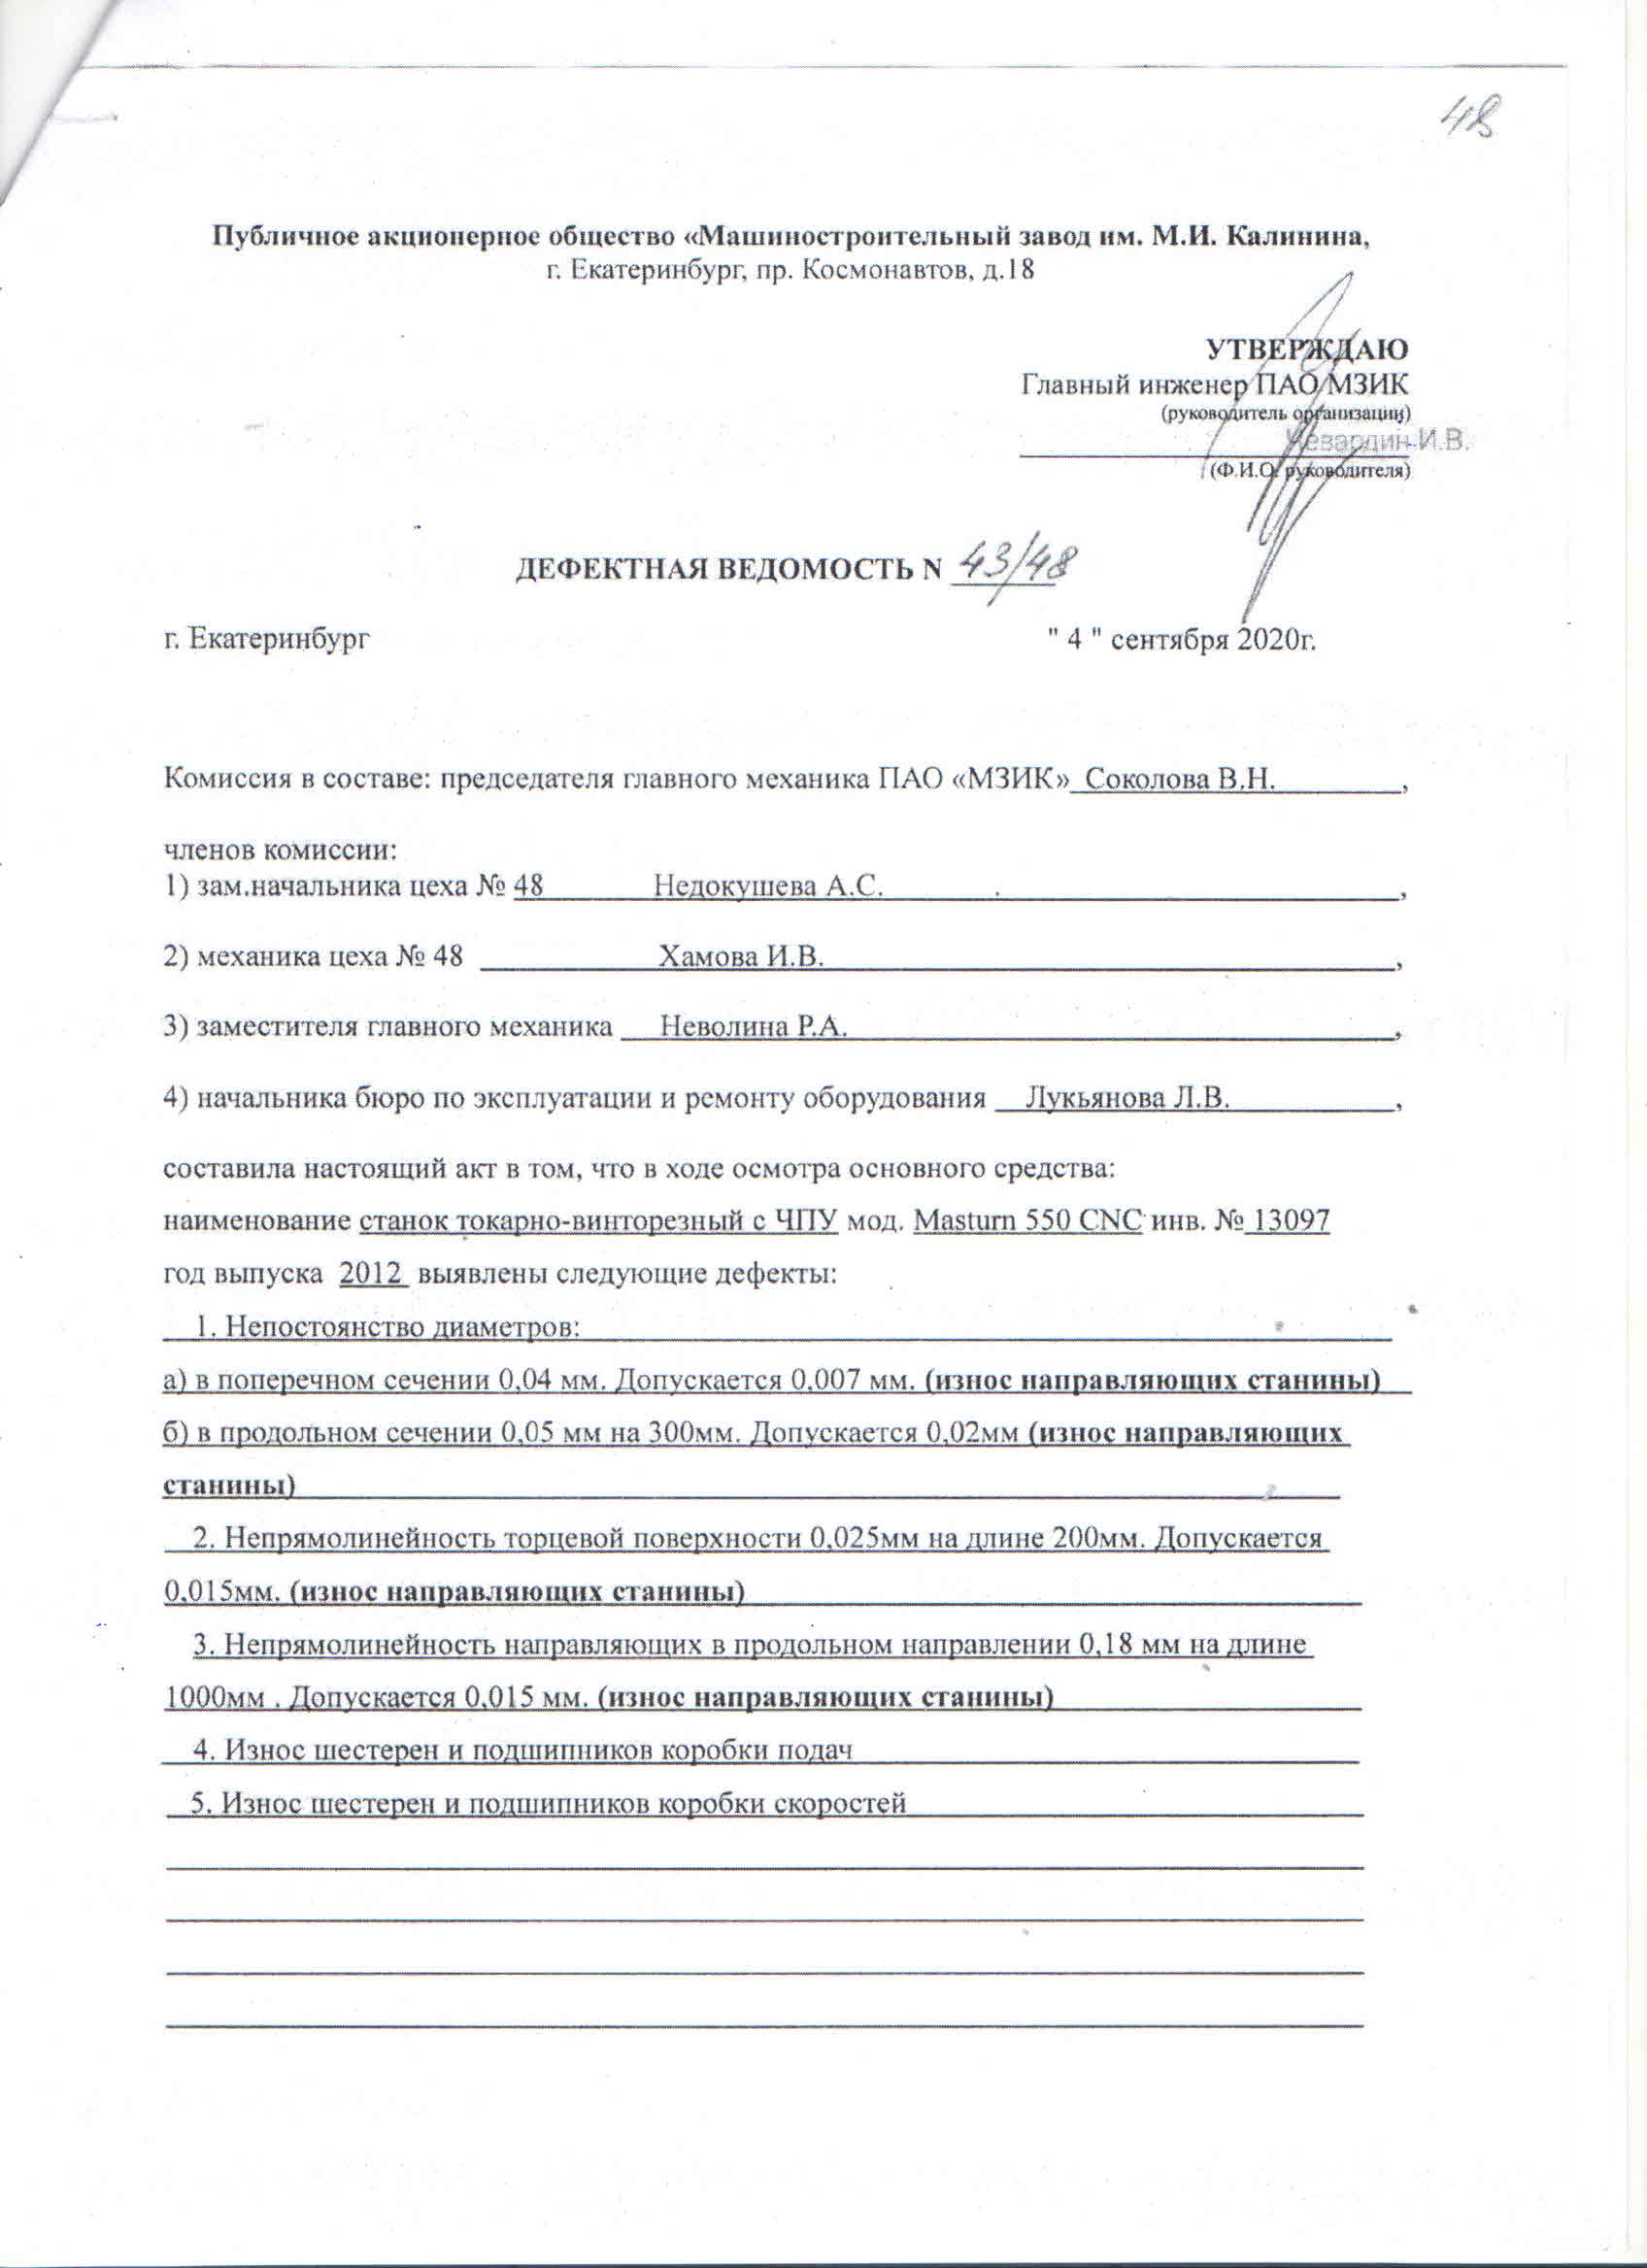 48
Публичное акционерное общество «Машиностроительный завод им. М.И. Калинина,
г. Екатеринбург, пр. Космонавтов, д.18
УТВЕРЖДАЮ
Главный инженер ПАО МЗИК
(руководитель организации)
Чевардин И.В.
(Ф.И.О. руководителя)
ДЕФЕКТНАЯ ВЕДОМОСТЬ N 43/48
г. Екатеринбург " 4 " сентября 2020г.
Комиссия в составе: председателя главного механика ПАО «МЗИК» Соколова В.Н. ,
членов комиссии:
1) зам.начальника цеха № 48 Недокушева А.С. ,
2) механика цеха № 48 Хамова И.В. ,
3) заместителя главного механика Неволина Р.А. ,
4) начальника бюро по эксплуатации и ремонту оборудования Лукьянова Л.В. ,
составила настоящий акт в том, что в ходе осмотра основного средства:
наименование станок токарно-винторезный с ЧПУ мод. Masturn 550 CNC инв. № 13097
год выпуска 2012 выявлены следующие дефекты:
1. Непостоянство диаметров:
а) в поперечном сечении 0,04 мм. Допускается 0,007 мм. (износ направляющих станины)
б) в продольном сечении 0,05 мм на 300мм. Допускается 0,02мм (износ направляющих
станины)
2. Непрямолинейность торцевой поверхности 0,025мм на длине 200мм. Допускается
0,015мм. (износ направляющих станины)
3. Непрямолинейность направляющих в продольном направлении 0,18 мм на длине
1000мм . Допускается 0,015 мм. (износ направляющих станины)
4. Износ шестерен и подшипников коробки подач
5. Износ шестерен и подшипников коробки скоростей